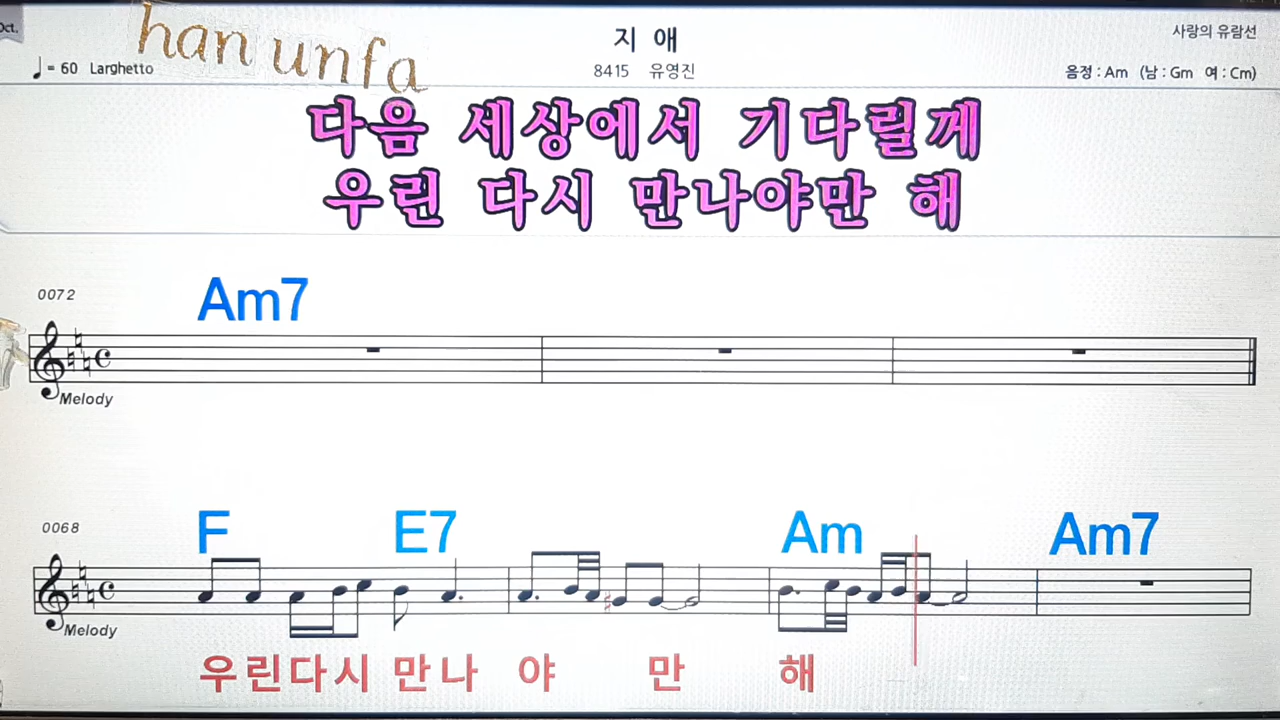 Oct.
han unfa
지 애
사랑의 유람선
♩= 60 Larghetto
8415 유영진
음정 : Am (남 : Gm 여 : Cm)
다음 세상에서 기다릴께
우린 다시 만나야만 해
0072
Am7
Melody
0068
F E7 Am Am7
Melody
우린다시 만나 야 만 해